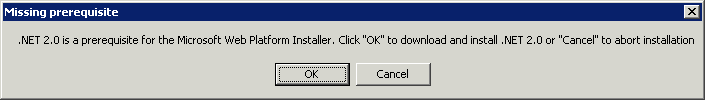 Missing prerequisite
.NET 2.0 is a prerequisite for the Microsoft Web Platform Installer. Click "OK" to download and install .NET 2.0 or "Cancel" to abort installation
OK
Cancel